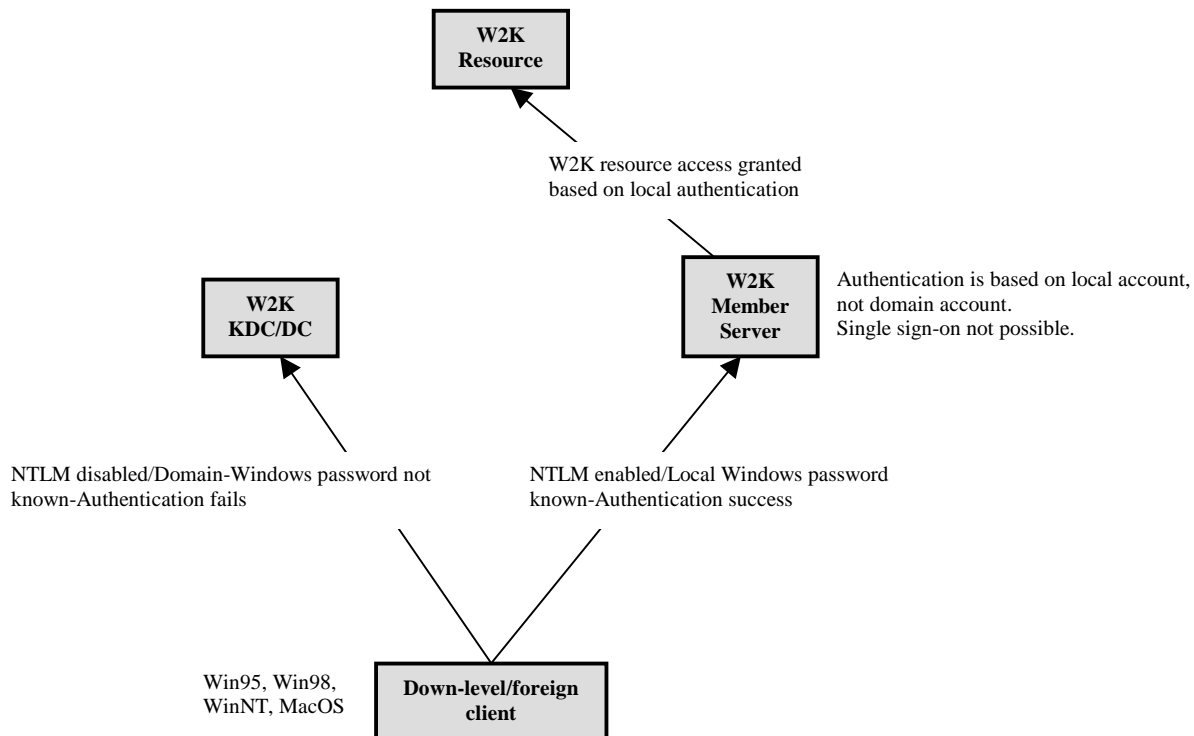 W2K
Resource
W2K resource access granted
based on local authentication
W2K
KDC/DC
W2K
Member
Server
Authentication is based on local account,
not domain account.
Single sign-on not possible.
NTLM disabled/Domain-Windows password not
known-Authentication fails
NTLM enabled/Local Windows password
known-Authentication success
Win95, Win98,
WinNT, MacOS
Down-level/foreign
client